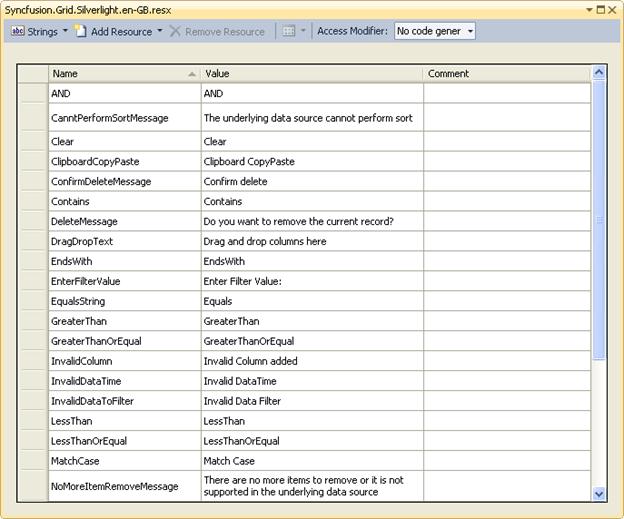 Syncfusion.Grid.Silverlight.en-GB.resx
abc Strings Add Resource Remove Resource Access Modifier: No code gener
Name Value Comment
AND AND
CanntPerformSortMessage The underlying data source cannot perform sort
Clear Clear
ClipboardCopyPaste Clipboard CopyPaste
ConfirmDeleteMessage Confirm delete
Contains Contains
DeleteMessage Do you want to remove the current record?
DragDropText Drag and drop columns here
EndsWith EndsWith
EnterFilterValue Enter Filter Value:
EqualsString Equals
GreaterThan GreaterThan
GreaterThanOrEqual GreaterThanOrEqual
InvalidColumn Invalid Column added
InvalidDataTime Invalid DataTime
InvalidDataToFilter Invalid Data Filter
LessThan LessThan
LessThanOrEqual LessThanOrEqual
MatchCase Match Case
NoMoreItemRemoveMessage There are no more items to remove or it is not
supported in the underlying data source